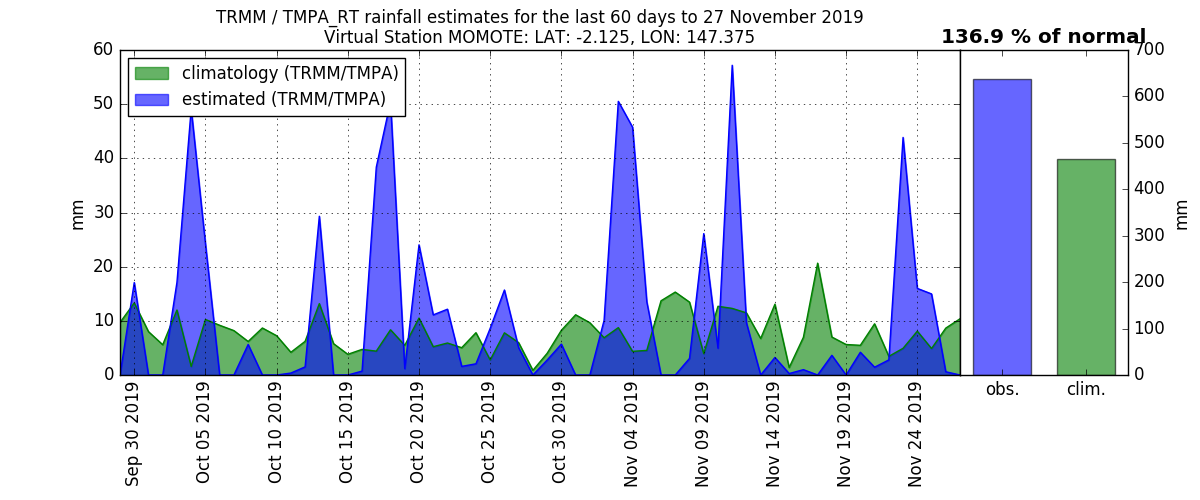 TRMM / TMPA_RT rainfall estimates for the last 60 days to 27 November 2019
Virtual Station MOMOTE: LAT: -2.125, LON: 147.375
136.9 % of normal
climatology (TRMM/TMPA)
estimated (TRMM/TMPA)
mm
60
50
40
30
20
10
0
Sep 30 2019
Oct 05 2019
Oct 10 2019
Oct 15 2019
Oct 20 2019
Oct 25 2019
Oct 30 2019
Nov 04 2019
Nov 09 2019
Nov 14 2019
Nov 19 2019
Nov 24 2019
obs.
clim.
700
600
500
400
300
200
100
0
mm